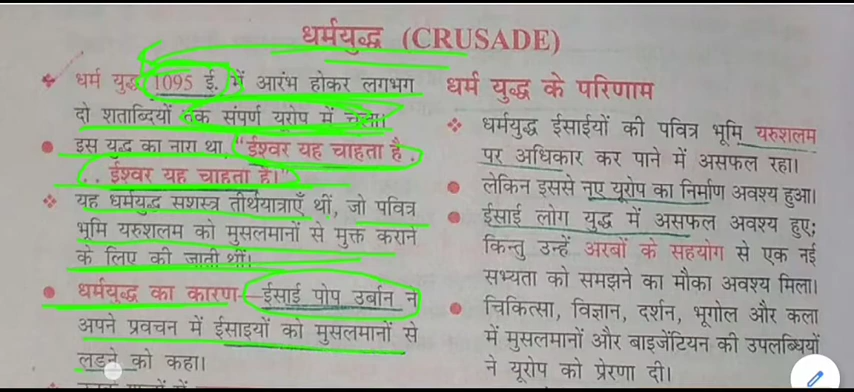 धर्मयुद्ध (CRUSADE)
धर्म युद्ध 1095 ई. में आरंभ होकर लगभग
दो शताब्दियों तक संपूर्ण यूरोप में चला।
इस युद्ध का नारा था, "ईश्वर यह चाहता है .
. . ईश्वर यह चाहता है।"
यह धर्मयुद्ध सशस्त्र तीर्थयात्राएँ थीं, जो पवित्र
भूमि यरुशलम को मुसलमानों से मुक्त कराने
के लिए की जाती थीं।
धर्मयुद्ध का कारण- ईसाई पोप उर्बान ने
अपने प्रवचन में ईसाइयों को मुसलमानों से
लड़ने को कहा।
धर्म युद्ध के परिणाम
धर्मयुद्ध ईसाईयों की पवित्र भूमि यरुशलम
पर अधिकार कर पाने में असफल रहा।
लेकिन इससे नए यूरोप का निर्माण अवश्य हुआ।
ईसाई लोग युद्ध में असफल अवश्य हुए;
किन्तु उन्हें अरबों के सहयोग से एक नई
सभ्यता को समझने का मौका अवश्य मिला।
चिकित्सा, विज्ञान, दर्शन, भूगोल और कला
में मुसलमानों और बाइजेंटियन की उपलब्धियों
ने यूरोप को प्रेरणा दी।